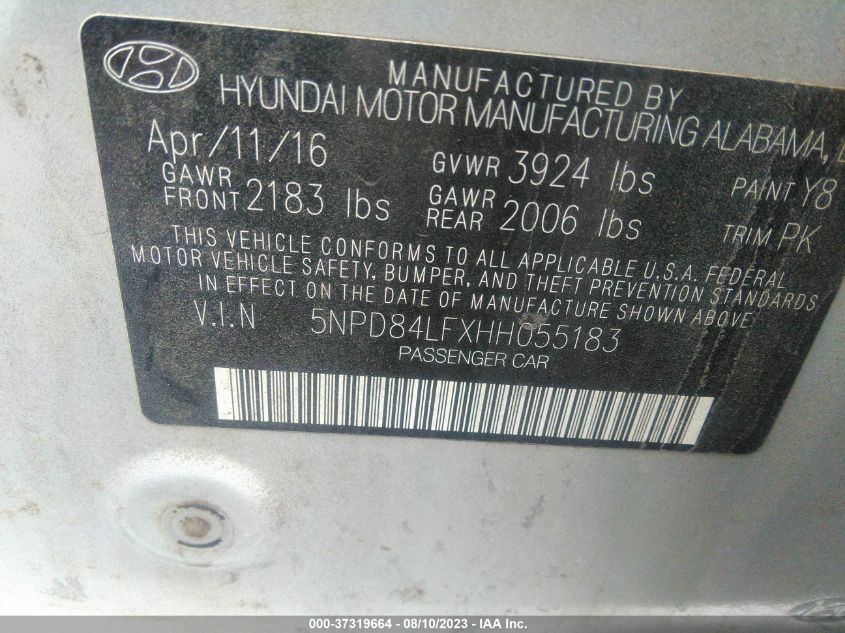 MANUFACTURED BY
HYUNDAI MOTOR MANUFACTURING ALABAMA,
Apr/11/16 GVWR 3924 lbs PAINT Y8
GAWR FRONT 2183 lbs GAWR REAR 2006 lbs TRIM PK
THIS VEHICLE CONFORMS TO ALL APPLICABLE U.S.A. FEDERAL
MOTOR VEHICLE SAFETY, BUMPER, AND THEFT PREVENTION STANDARDS
IN EFFECT ON THE DATE OF MANUFACTURE SHOWN ABOVE.
V.I.N 5NPD84LFXHH055183
PASSENGER CAR
000-37319664 - 08/10/2023 - IAA Inc.